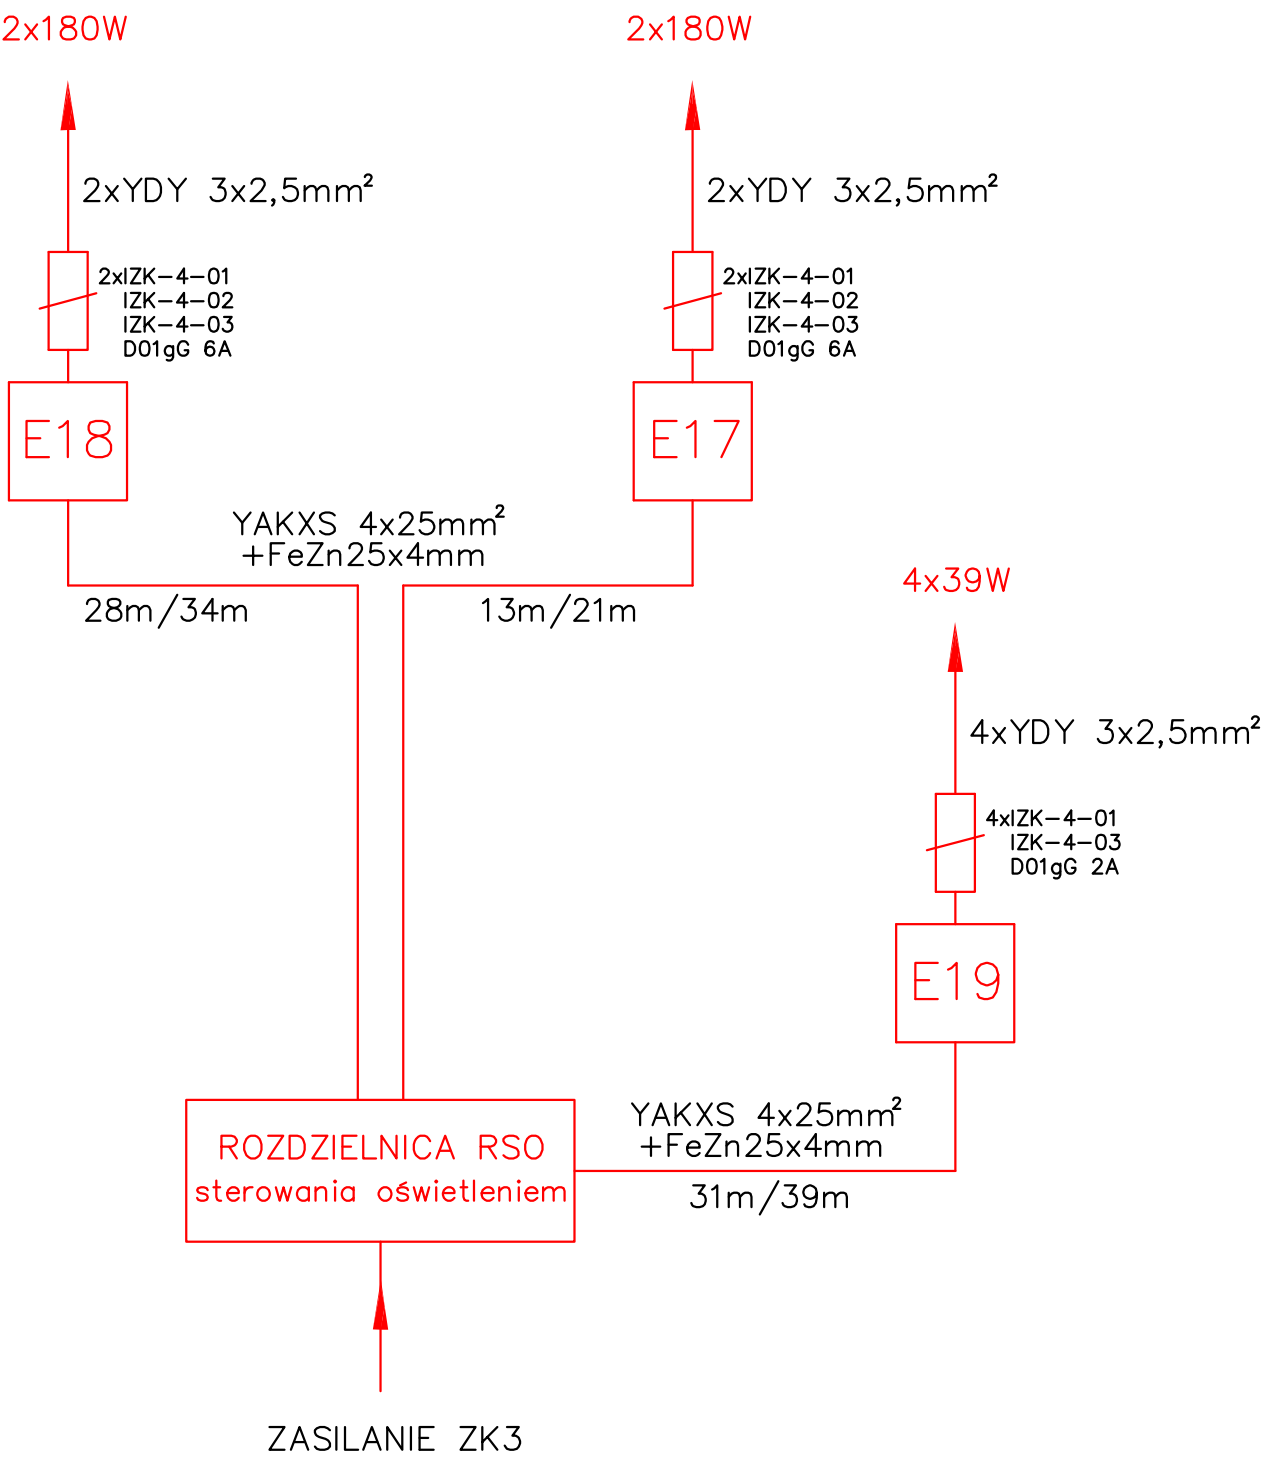 2x180W
2xYDY 3x2,5mm²
2xIZK-4-01
IZK-4-02
IZK-4-03
D01gG 6A
E18
2x180W
2xYDY 3x2,5mm²
2xIZK-4-01
IZK-4-02
IZK-4-03
D01gG 6A
E17
YAKXS 4x25mm²
+FeZn25x4mm
28m/34m
13m/21m
4x39W
4xYDY 3x2,5mm²
4xIZK-4-01
IZK-4-03
D01gG 2A
E19
YAKXS 4x25mm²
+FeZn25x4mm
31m/39m
ROZDZIELNICA RSO
sterowania oświetleniem
ZASILANIE ZK3